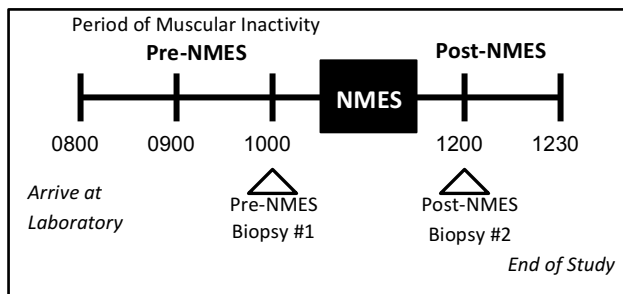 Period of Muscular Inactivity
Pre-NMES
Post-NMES
NMES
0800 0900 1000 1200 1230
Arrive at
Laboratory
Pre-NMES
Biopsy #1
Post-NMES
Biopsy #2
End of Study